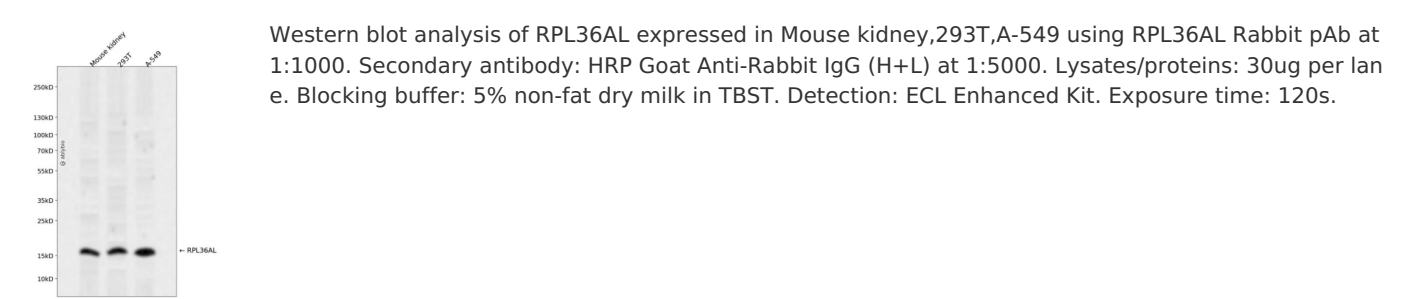 Western blot analysis of RPL36AL expressed in Mouse kidney,293T,A-549 using RPL36AL Rabbit pAb at
1:1000. Secondary antibody: HRP Goat Anti-Rabbit IgG (H+L) at 1:5000. Lysates/proteins: 30ug per lan
e. Blocking buffer: 5% non-fat dry milk in TBST. Detection: ECL Enhanced Kit. Exposure time: 120s.
Mouse kidney
293T
A-549
250kD
130kD
100kD
70kD
55kD
35kD
25kD
15kD
10kD
← RPL36AL